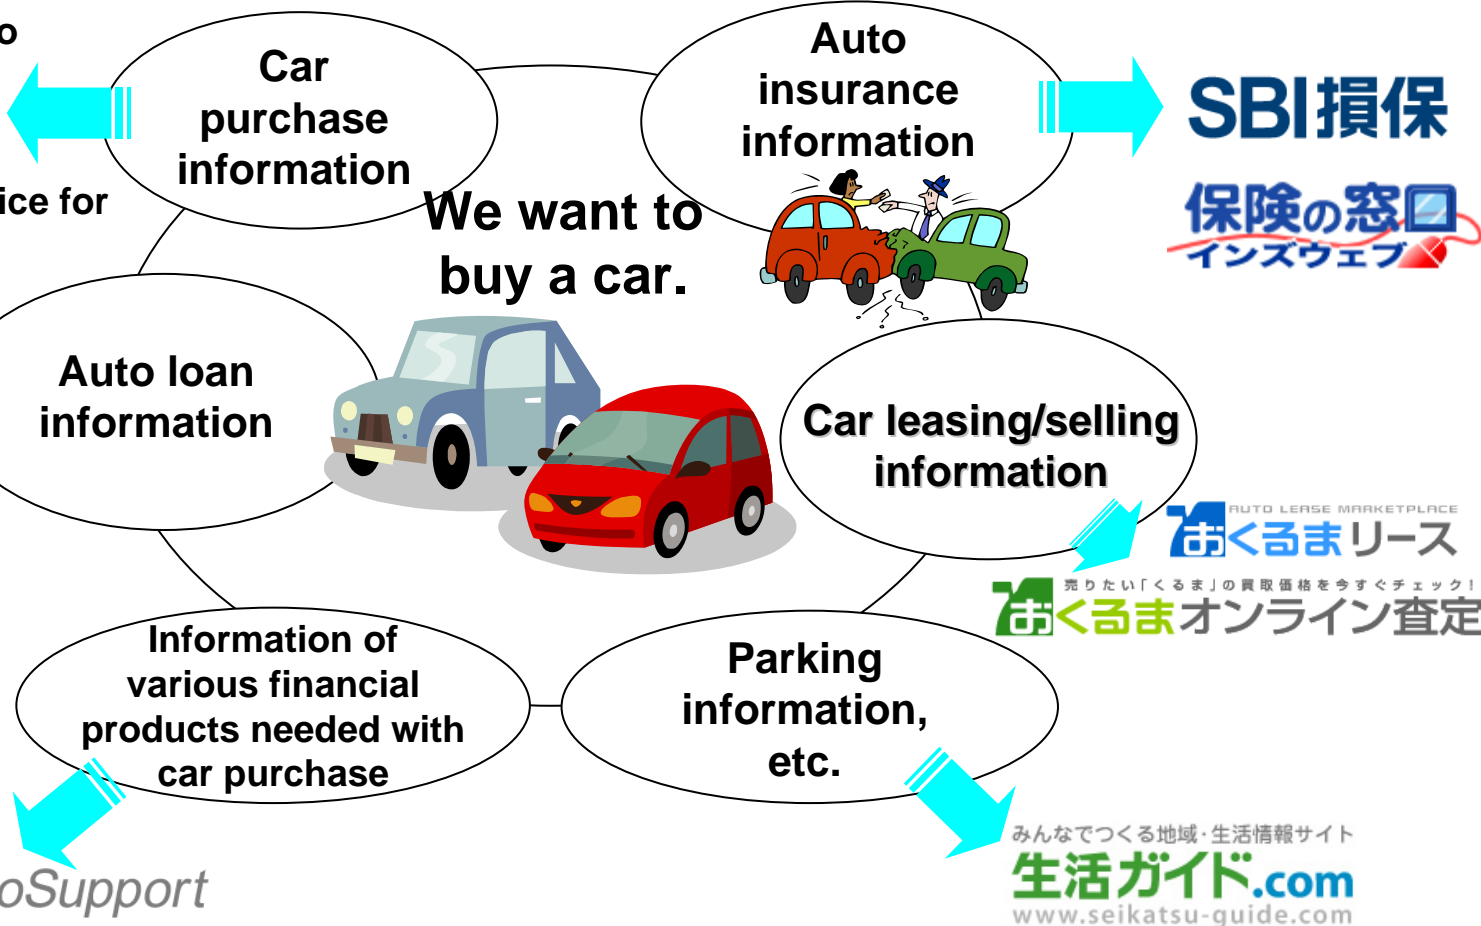 o
Car
purchase
information
Auto
insurance
information
SBI損保
保険の窓口
インズウェブ
ice for
We want to
buy a car.
Auto loan
information
Car leasing/selling
information
AUTO LEASE MARKETPLACE
おくるまリース
売りたい「くるま」の買取価格を今すぐチェック!
おくるまオンライン査定
Information of
various financial
products needed with
car purchase
Parking
information,
etc.
oSupport
みんなでつくる地域・生活情報サイト
生活ガイド.com
www.seikatsu-guide.com